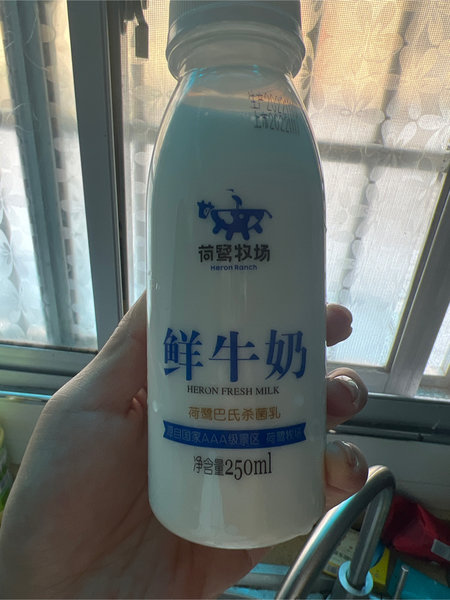 荷鹭牧场
Heron Ranch
鲜牛奶
HERON FRESH MILK
荷鹭巴氏杀菌乳
源自国家AAA级景区 荷鹭牧场
净含量250ml